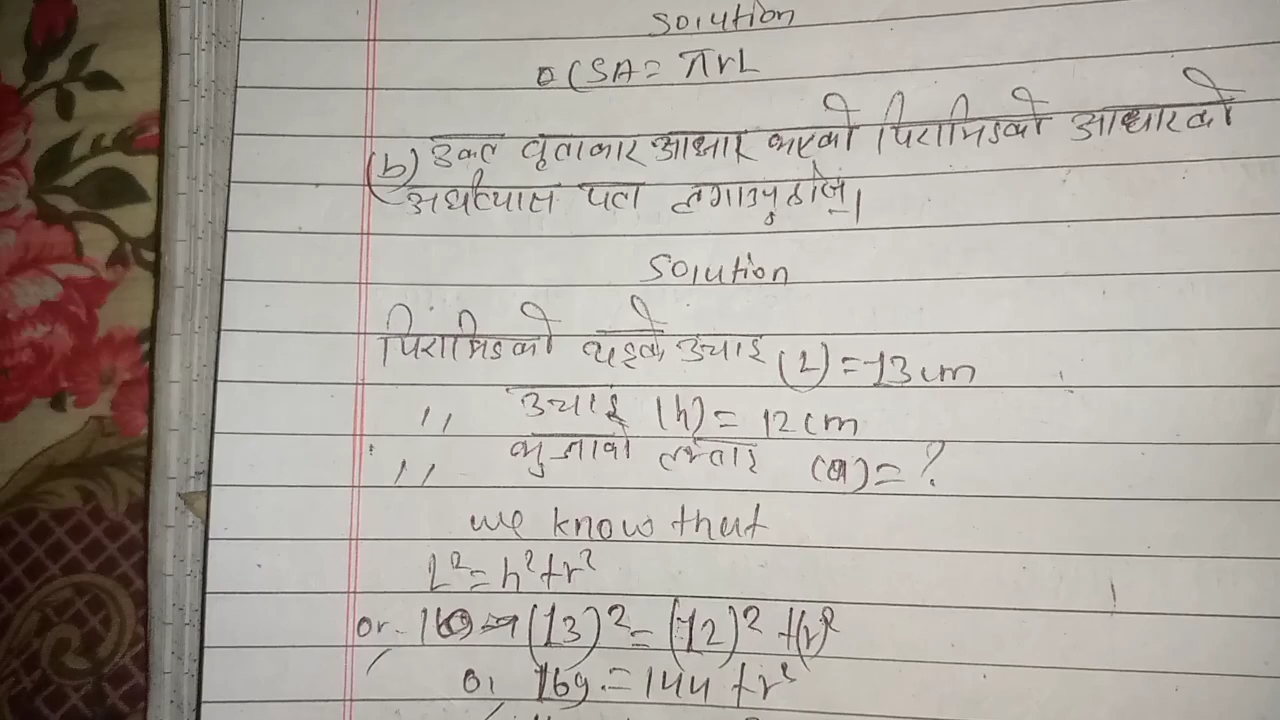 Solution
CSA = πrL
(b) उक्त वृताकार आधार भएको पिरामिडको आधारको
अर्धव्यास पत्ता लगाउनुहोस्।
Solution
पिरामिडको थड्के उचाइ (L) = 13 cm
,, उचाई (h) = 12 cm
,, भुजाको लम्बाइ (a) = ?
we know that
L² = h² + r²
or (13)² = (12)² + (r)²
or 169 = 144 + r²